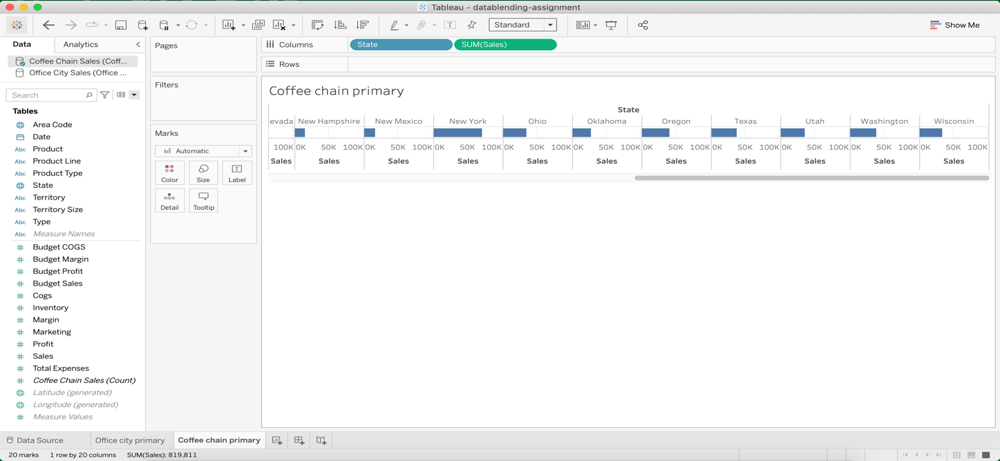 Tableau - datablending-assignment
Standard
Show Me
Data
Analytics
Coffee Chain Sales (Coff...
Office City Sales (Office ...
Search
Tables
Area Code
Date
Abc Product
Abc Product Line
Abc Product Type
State
Abc Territory
Abc Territory Size
Abc Type
Abc Measure Names
# Budget COGS
# Budget Margin
# Budget Profit
# Budget Sales
# Cogs
# Inventory
# Margin
# Marketing
# Profit
# Sales
# Total Expenses
# Coffee Chain Sales (Count)
Latitude (generated)
Longitude (generated)
# Measure Values
Pages
Filters
Marks
Automatic
Color
Size
T
Label
Detail
Tooltip
Columns
State
SUM(Sales)
Rows
Coffee chain primary
State
evada New Hampshire New Mexico New York Ohio Oklahoma Oregon Texas Utah Washington Wisconsin
100K 0K 50K 100K 0K 50K 100K 0K 50K 100K 0K 50K 100K 0K 50K 100K 0K 50K 100K 0K 50K 100K 0K 50K 100K 0K 50K 100K 0K 50K 100K
Sales Sales Sales Sales Sales Sales Sales Sales Sales Sales Sales
Data Source
Office city primary
Coffee chain primary
20 marks 1 row by 20 columns SUM(Sales): 819,811